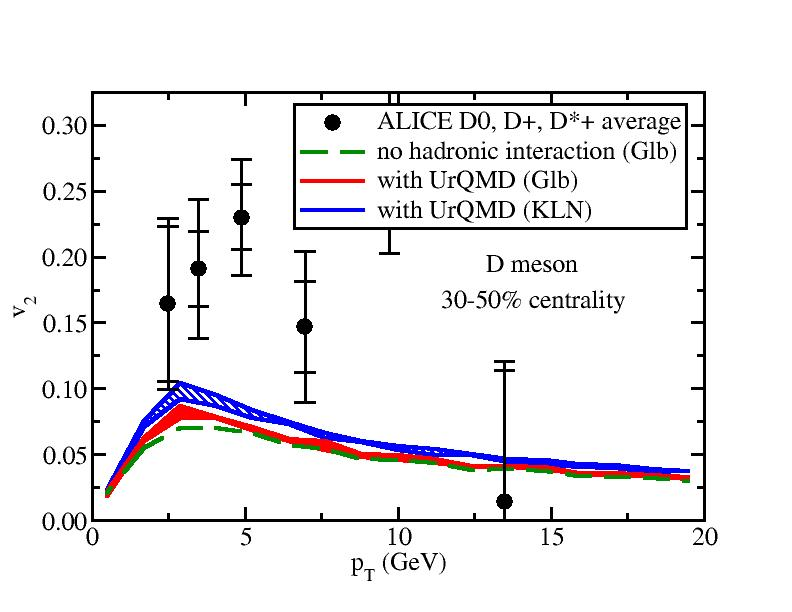 0.30
0.25
0.20
0.15
0.10
0.05
0.00
v2
ALICE D0, D+, D*+ average
no hadronic interaction (Glb)
with UrQMD (Glb)
with UrQMD (KLN)
D meson
30-50% centrality
0 5 10 15 20
pT (GeV)